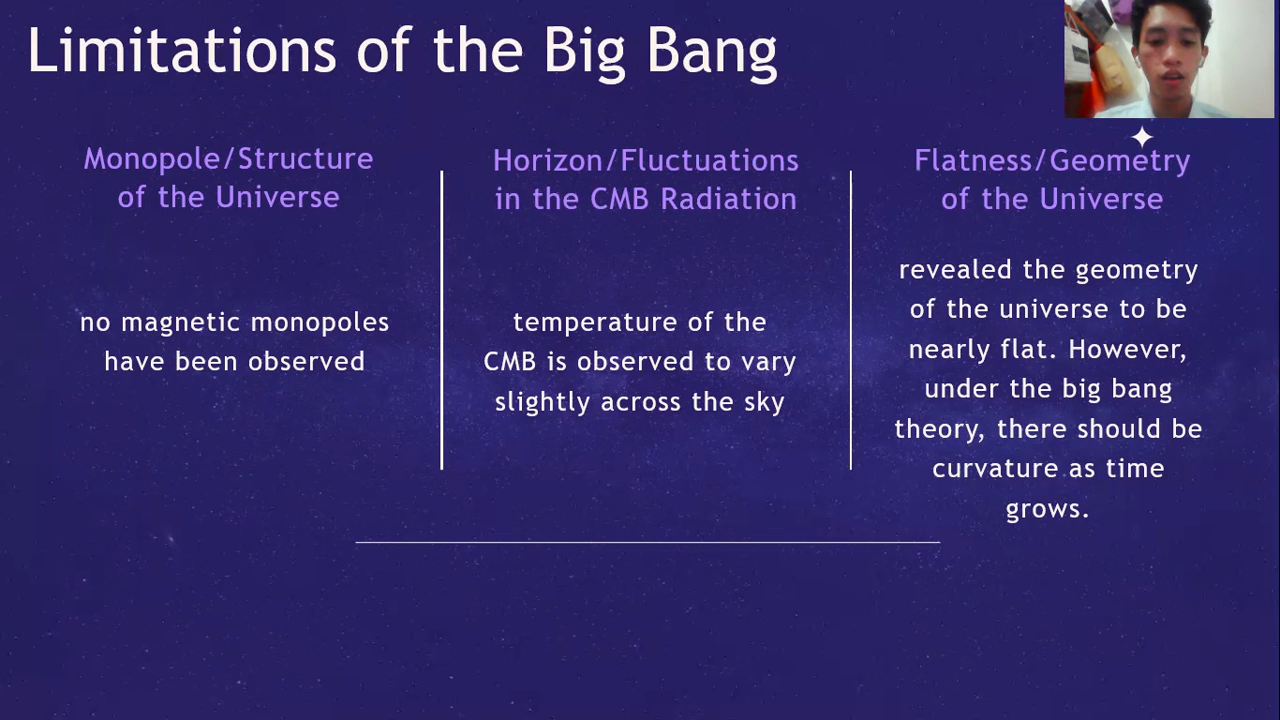 Limitations of the Big Bang
Monopole/Structure
of the Universe
no magnetic monopoles
have been observed
Horizon/Fluctuations
in the CMB Radiation
temperature of the
CMB is observed to vary
slightly across the sky
Flatness/Geometry
of the Universe
revealed the geometry
of the universe to be
nearly flat. However,
under the big bang
theory, there should be
curvature as time
grows.